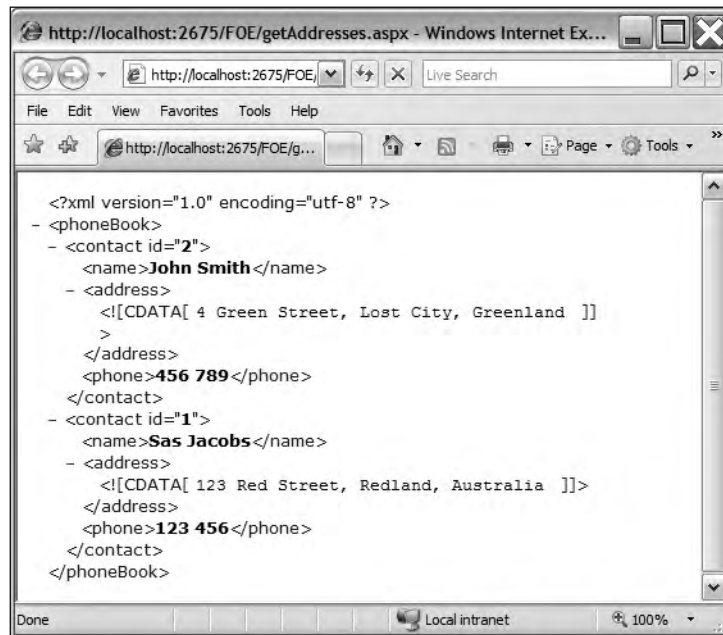 http://localhost:2675/FOE/getAddresses.aspx - Windows Internet Ex...
http://localhost:2675/FOE/ Live Search
File Edit View Favorites Tools Help
http://localhost:2675/FOE/g... Page Tools »
<?xml version="1.0" encoding="utf-8" ?>
- <phoneBook>
- <contact id="2">
<name>John Smith</name>
- <address>
<![CDATA[ 4 Green Street, Lost City, Greenland ]]
>
</address>
<phone>456 789</phone>
</contact>
- <contact id="1">
<name>Sas Jacobs</name>
- <address>
<![CDATA[ 123 Red Street, Redland, Australia ]]>
</address>
<phone>123 456</phone>
</contact>
</phoneBook>
Done Local intranet 100%